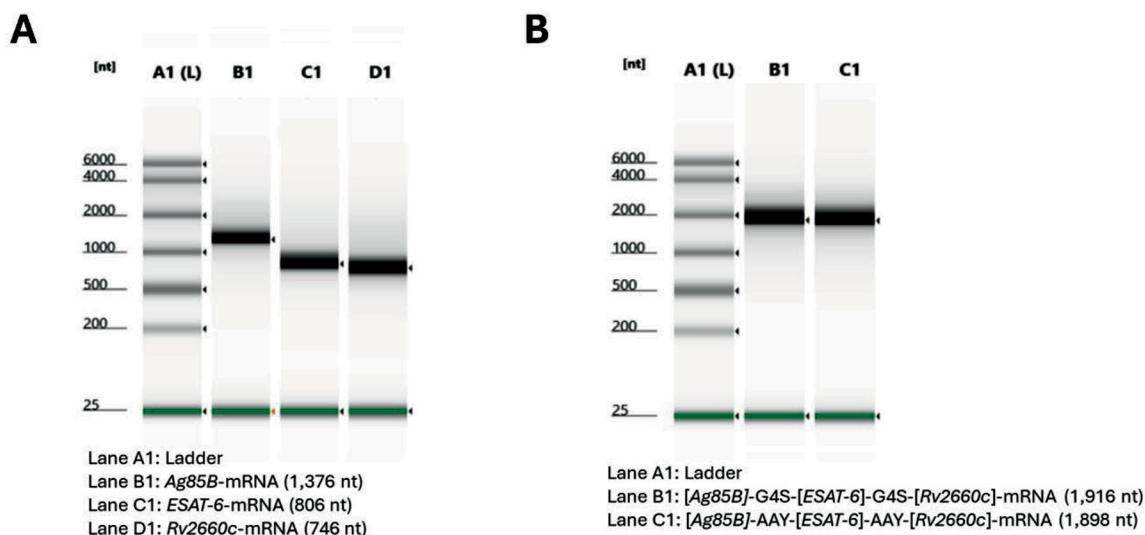 A
[nt] A1 (L) B1 C1 D1
6000
4000
2000
1000
500
200
25
Lane A1: Ladder
Lane B1: Ag85B-mRNA (1,376 nt)
Lane C1: ESAT-6-mRNA (806 nt)
Lane D1: Rv2660c-mRNA (746 nt)
B
[nt] A1 (L) B1 C1
6000
4000
2000
1000
500
200
25
Lane A1: Ladder
Lane B1: [Ag85B]-G4S-[ESAT-6]-G4S-[Rv2660c]-mRNA (1,916 nt)
Lane C1: [Ag85B]-AAY-[ESAT-6]-AAY-[Rv2660c]-mRNA (1,898 nt)